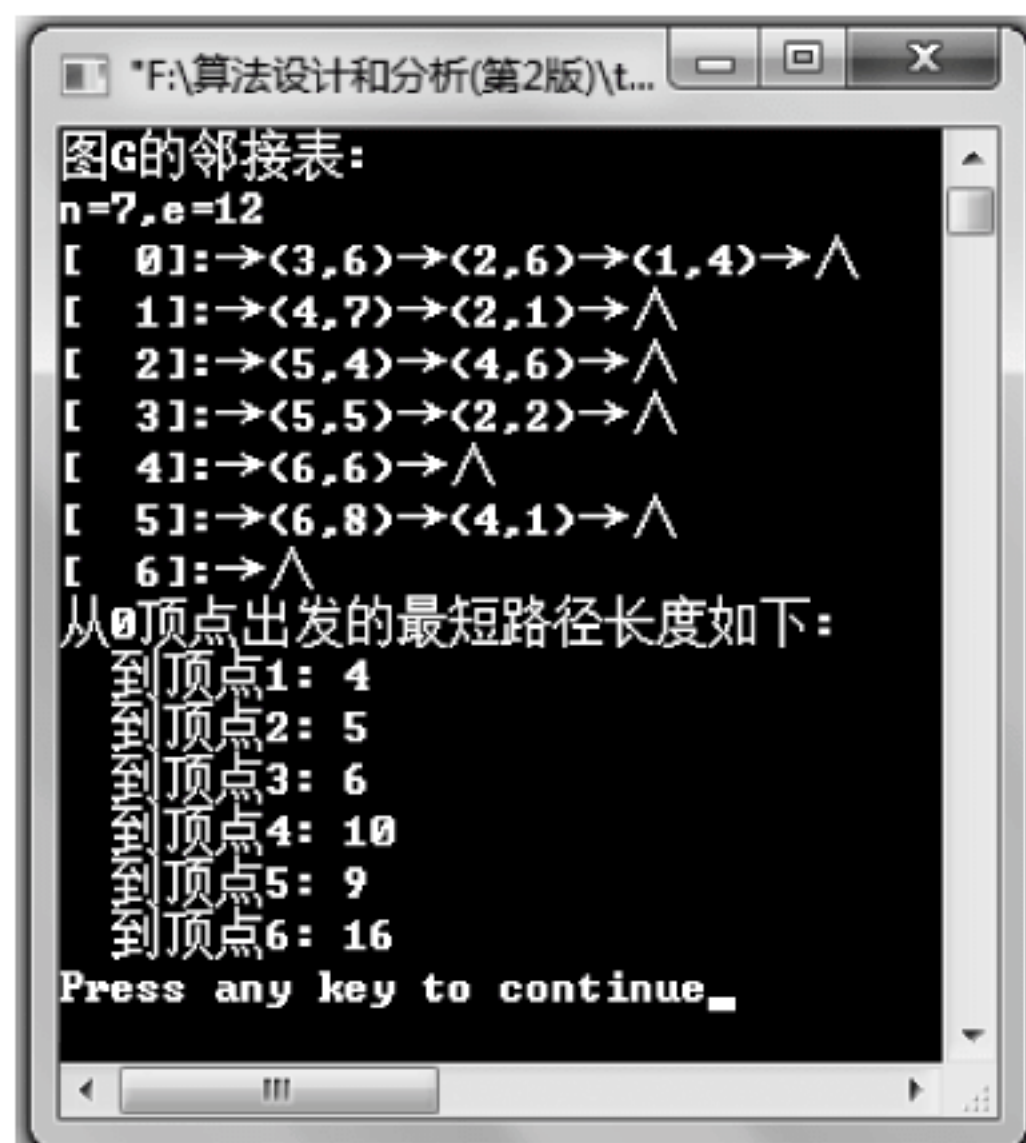 "F:\算法设计和分析(第2版)\t...
图G的邻接表:
n=7,e=12
[  0]:→(3,6)→(2,6)→(1,4)→∧
[  1]:→(4,7)→(2,1)→∧
[  2]:→(5,4)→(4,6)→∧
[  3]:→(5,5)→(2,2)→∧
[  4]:→(6,6)→∧
[  5]:→(6,8)→(4,1)→∧
[  6]:→∧
从0顶点出发的最短路径长度如下:
  到顶点1: 4
  到顶点2: 5
  到顶点3: 6
  到顶点4: 10
  到顶点5: 9
  到顶点6: 16
Press any key to continue_